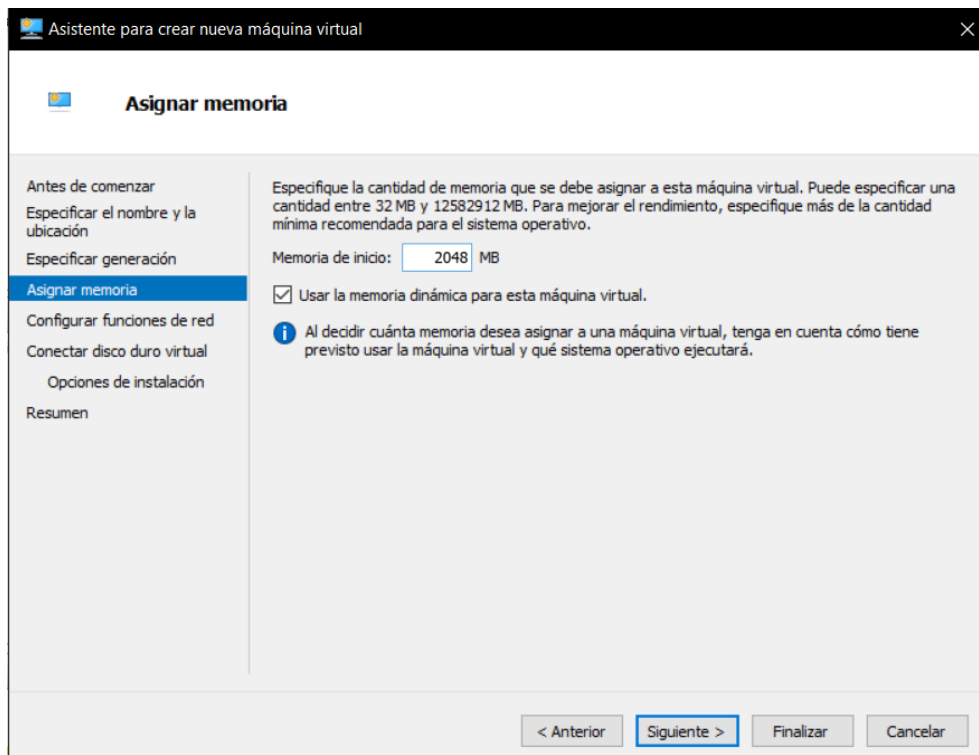 Asistente para crear nueva máquina virtual
Asignar memoria
Antes de comenzar
Especificar el nombre y la
ubicación
Especificar generación
Asignar memoria
Configurar funciones de red
Conectar disco duro virtual
Opciones de instalación
Resumen
Especifique la cantidad de memoria que se debe asignar a esta máquina virtual. Puede especificar una
cantidad entre 32 MB y 12582912 MB. Para mejorar el rendimiento, especifique más de la cantidad
mínima recomendada para el sistema operativo.
Memoria de inicio: 2048 MB
Usar la memoria dinámica para esta máquina virtual.
Al decidir cuánta memoria desea asignar a una máquina virtual, tenga en cuenta cómo tiene
previsto usar la máquina virtual y qué sistema operativo ejecutará.
< Anterior Siguiente > Finalizar Cancelar